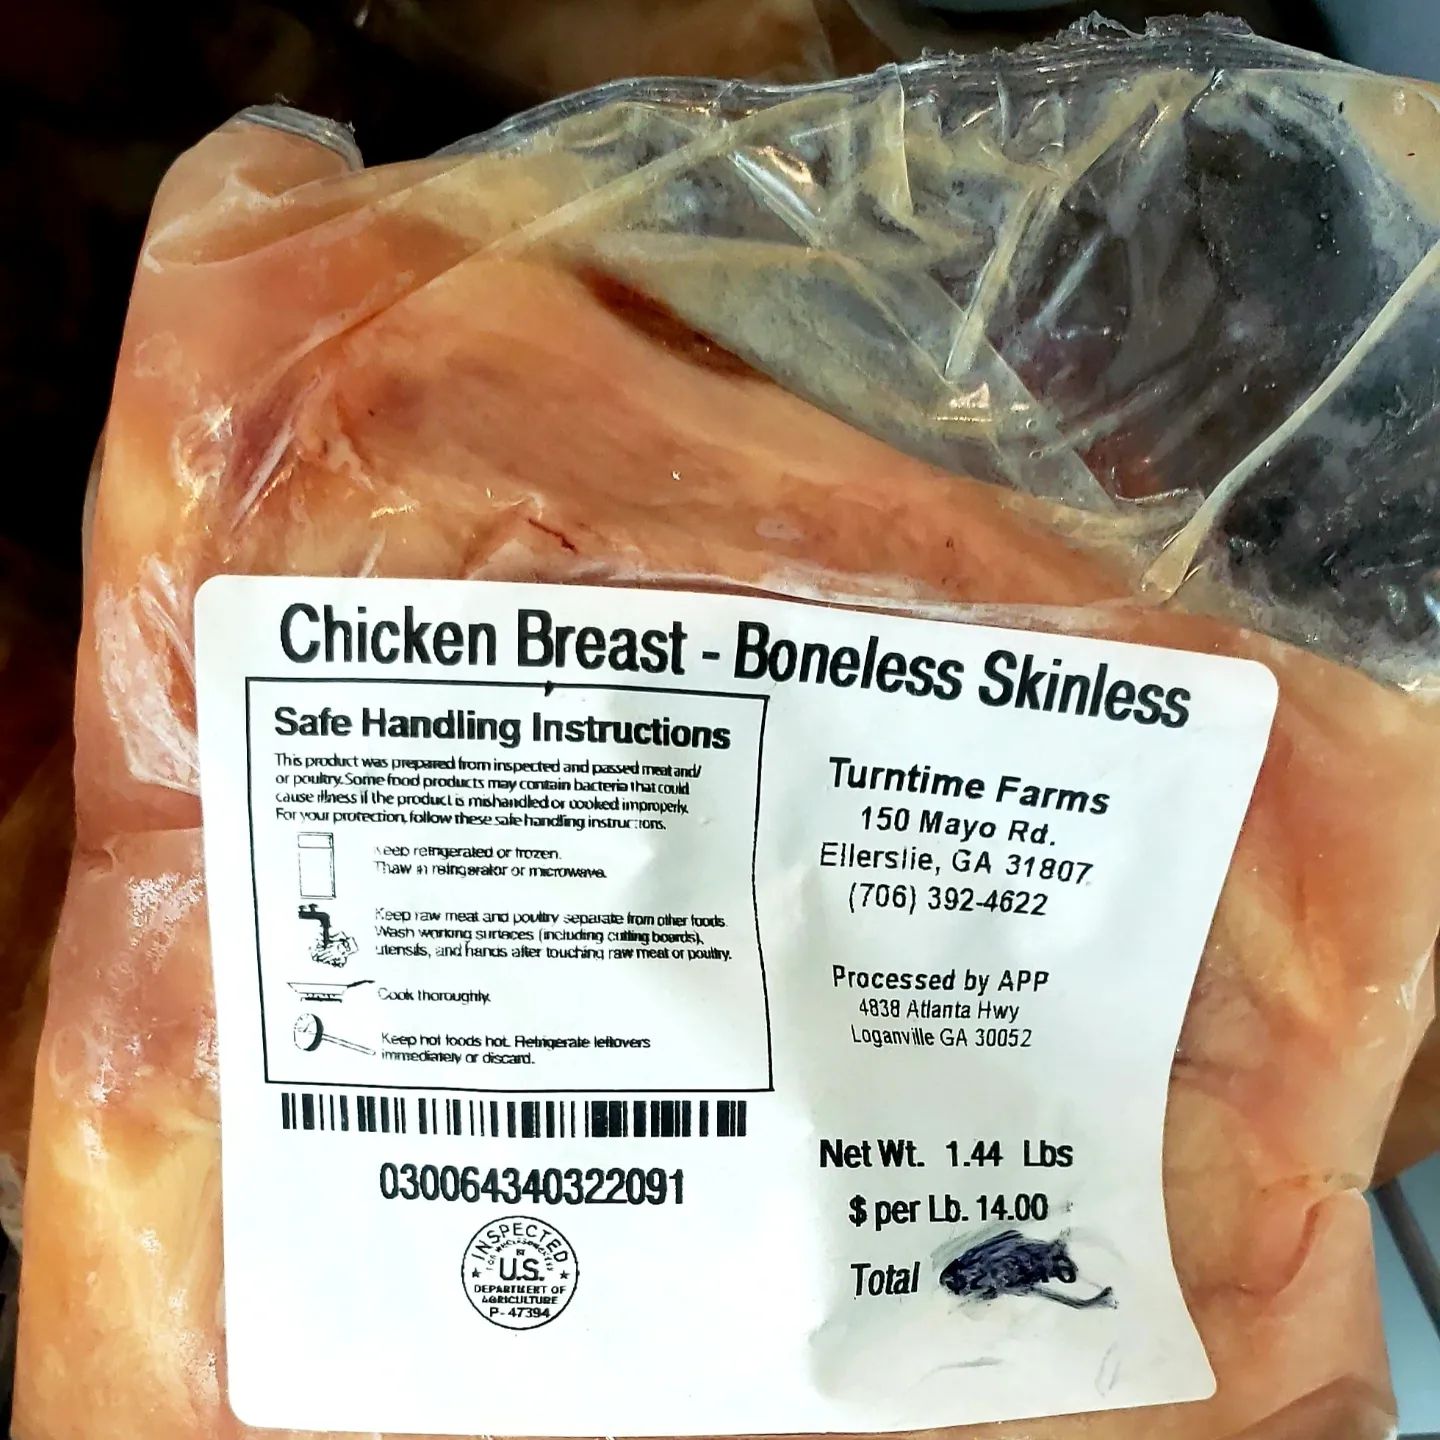 Chicken Breast - Boneless Skinless
Safe Handling Instructions
This product was prepared from inspected and passed meat and/
or poultry. Some food products may contain bacteria that could
cause illness if the product is mishandled or cooked improperly.
For your protection, follow these safe handling instructions.
Keep refrigerated or frozen.
Thaw in refrigerator or microwave.
Keep raw meat and poultry separate from other foods.
Wash working surfaces (including cutting boards),
utensils, and hands after touching raw meat or poultry.
Cook thoroughly.
Keep hot foods hot. Refrigerate leftovers
immediately or discard.
030064340322091
INSPECTED
U.S.
DEPARTMENT OF
AGRICULTURE
P-47394
Turntime Farms
150 Mayo Rd.
Ellerslie, GA 31807
(706) 392-4622
Processed by APP
4838 Atlanta Hwy
Loganville GA 30052
Net Wt. 1.44 Lbs
$ per Lb. 14.00
Total